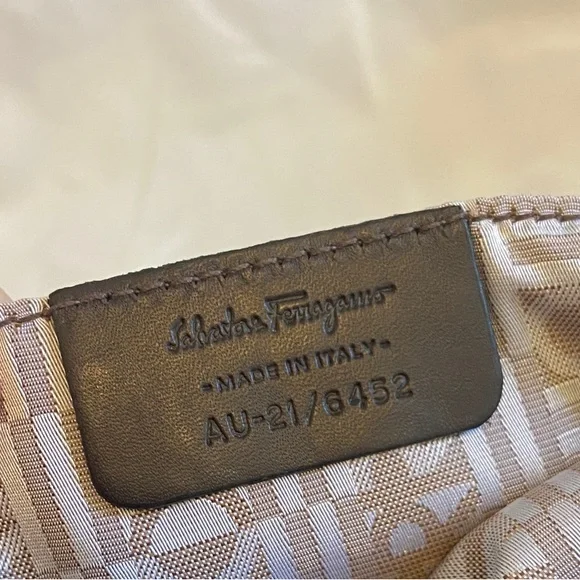 Salvatore Ferragamo
-MADE IN ITALY-
AU-21/6452